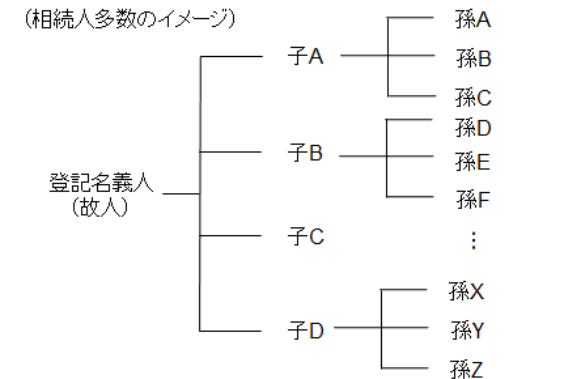 (相続人多数のイメージ)
登記名義人
(故人)
子A
孫A
孫B
孫C
子B
孫D
孫E
孫F
子C
⋮
子D
孫X
孫Y
孫Z